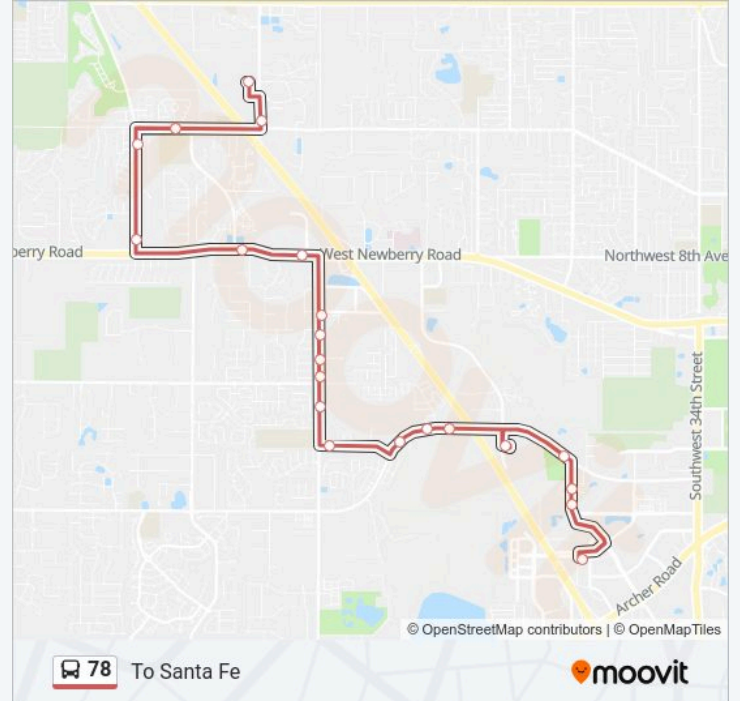 berry Road
West Newberry Road
Northwest 8th Ave
Southwest 34th Street
Archer Road
© OpenStreetMap contributors | © OpenMapTiles
78 To Santa Fe
moovit